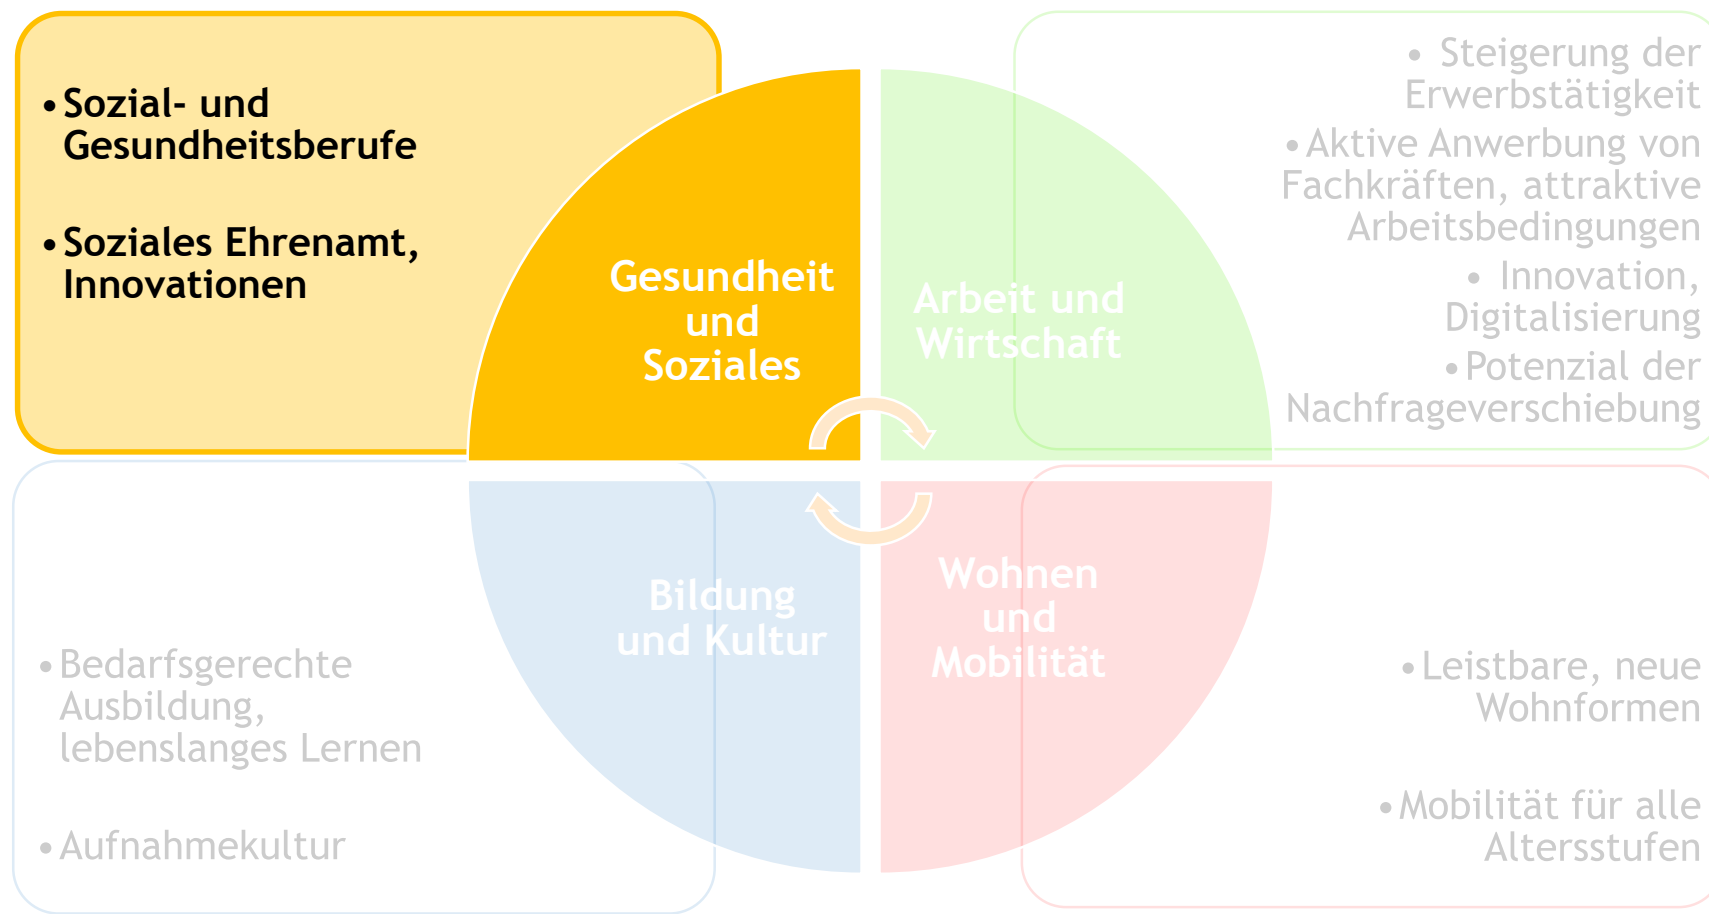 •Sozial- und
Gesundheitsberufe
•Soziales Ehrenamt,
Innovationen
Gesundheit
und
Soziales
Arbeit und
Wirtschaft
• Steigerung der
Erwerbstätigkeit
•Aktive Anwerbung von
Fachkräften, attraktive
Arbeitsbedingungen
• Innovation,
Digitalisierung
•Potenzial der
Nachfrageverschiebung
Bildung
und Kultur
•Bedarfsgerechte
Ausbildung,
lebenslanges Lernen
•Aufnahmekultur
Wohnen
und
Mobilität
•Leistbare, neue
Wohnformen
•Mobilität für alle
Altersstufen